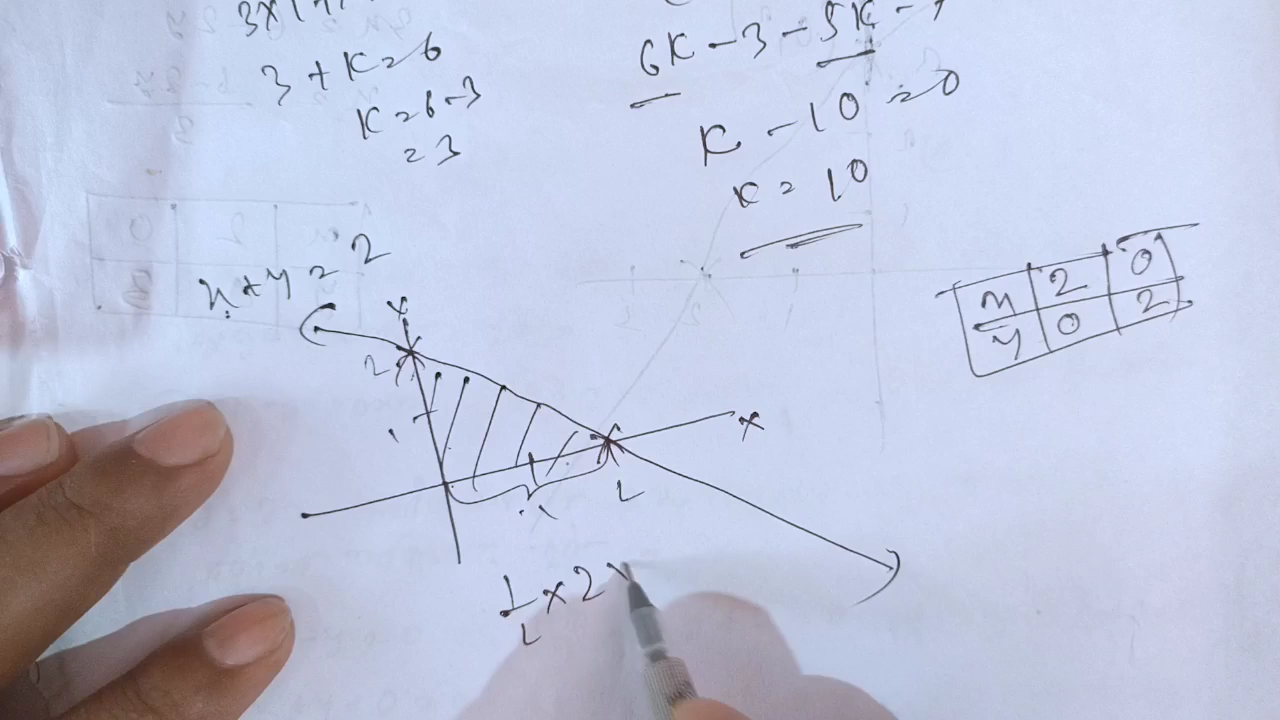 3 + K = 6
K = 6 - 3
= 3
6K - 3 - 5K - 7
K - 10 = 0
K = 10
x + y = 2
x 2 0
y 0 2
y
2
1
x
2
2
1/2 × 2 ×